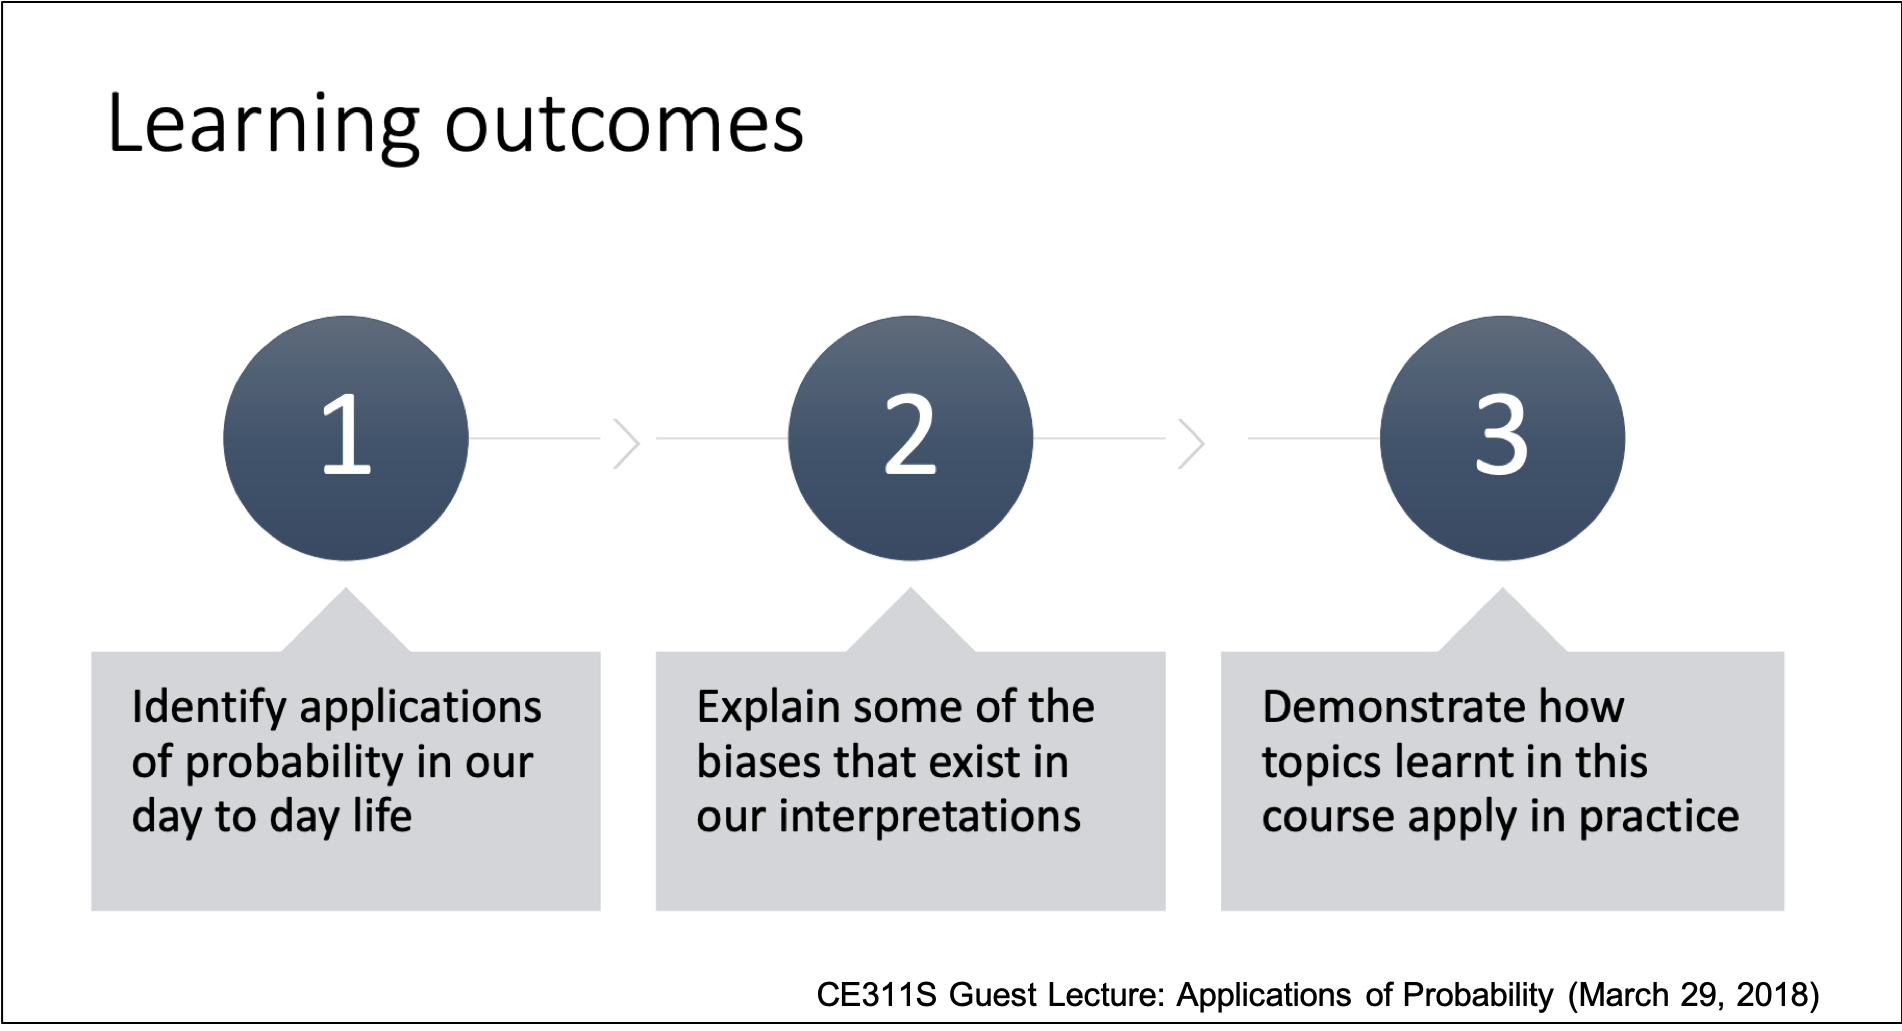 Learning outcomes
1
2
3
Identify applications
of probability in our
day to day life
Explain some of the
biases that exist in
our interpretations
Demonstrate how
topics learnt in this
course apply in practice
CE311S Guest Lecture: Applications of Probability (March 29, 2018)